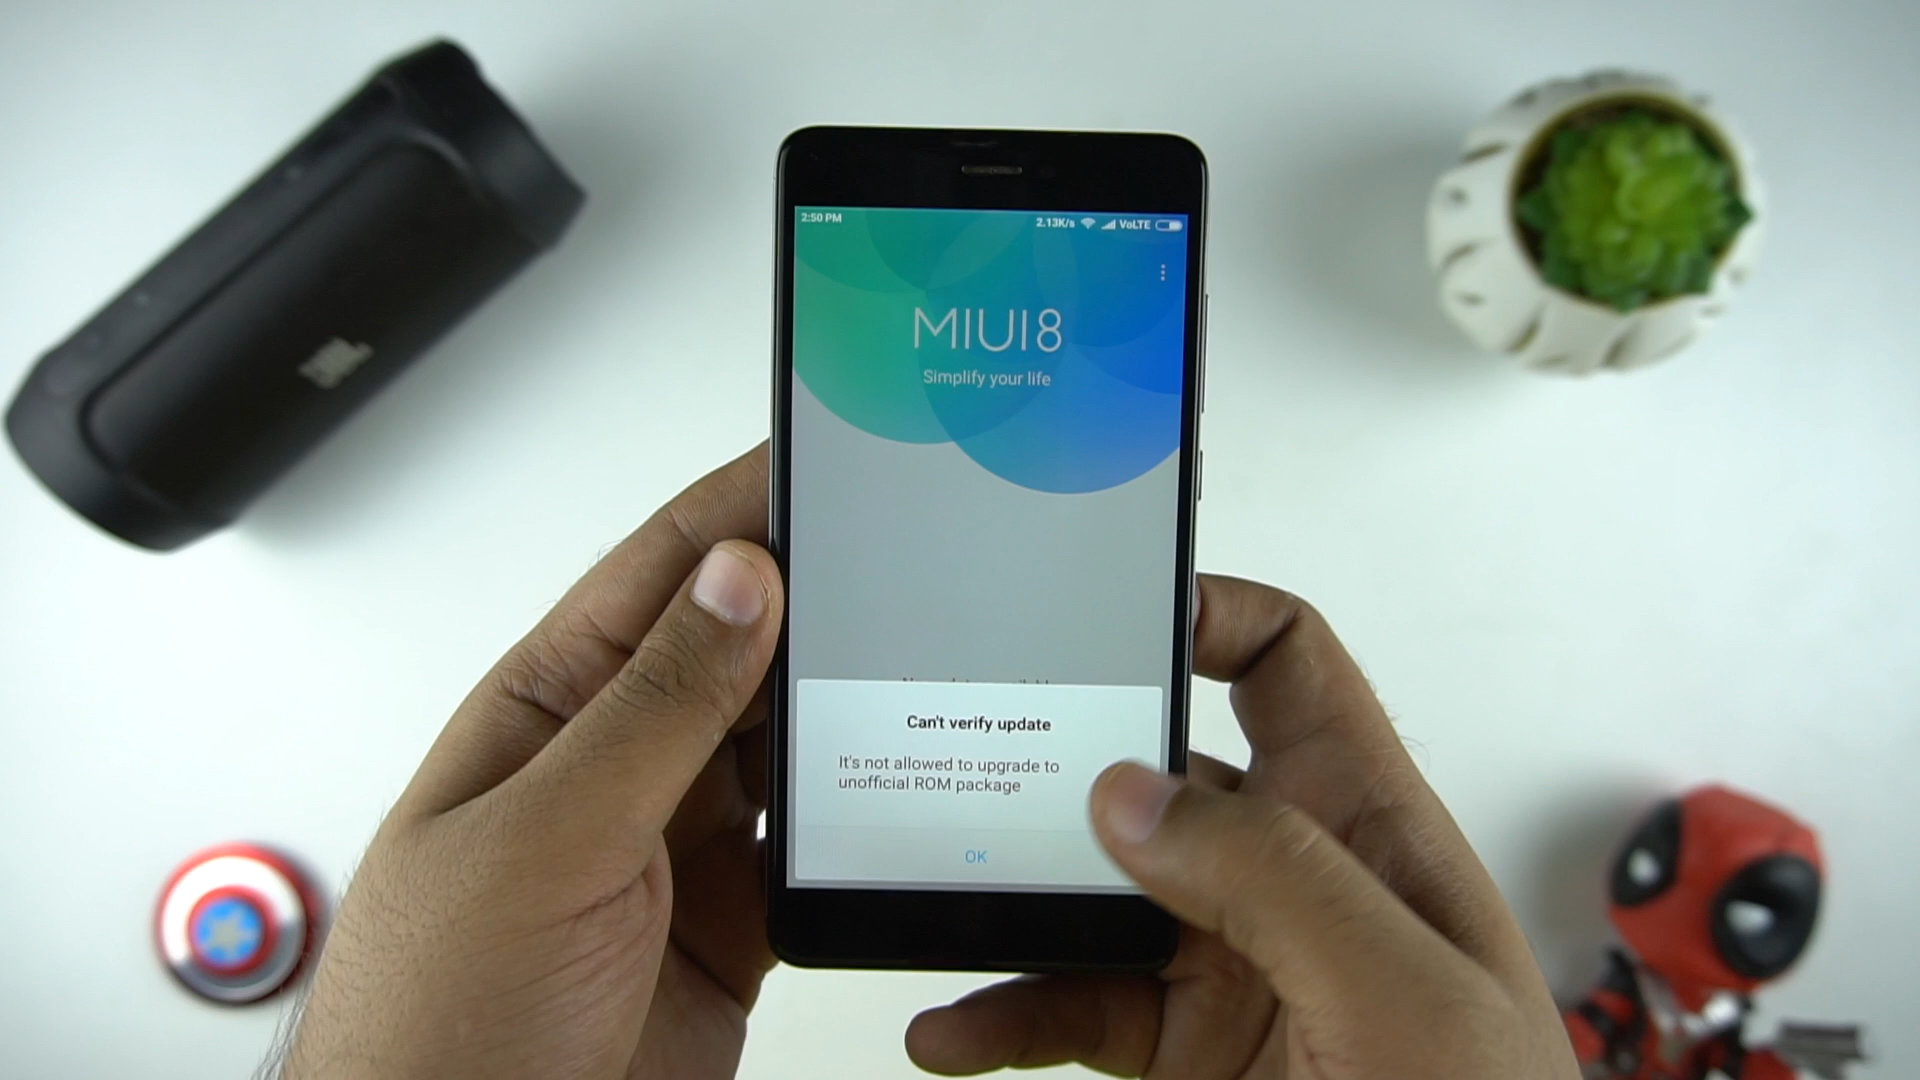 2:50 PM
2.13K/s
VoLTE
MIUI8
Simplify your life
Can't verify update
It's not allowed to upgrade to
unofficial ROM package
OK
JBL